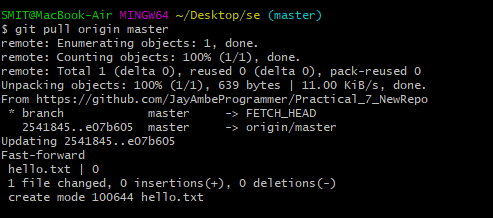 SMIT@MacBook-Air MINGW64 ~/Desktop/se (master)
$ git pull origin master
remote: Enumerating objects: 1, done.
remote: Counting objects: 100% (1/1), done.
remote: Total 1 (delta 0), reused 0 (delta 0), pack-reused 0
Unpacking objects: 100% (1/1), 639 bytes | 11.00 KiB/s, done.
From https://github.com/JayAmbeProgrammer/Practical_7_NewRepo
 * branch            master     -> FETCH_HEAD
   2541845..e07b605  master     -> origin/master
Updating 2541845..e07b605
Fast-forward
 hello.txt | 0
 1 file changed, 0 insertions(+), 0 deletions(-)
 create mode 100644 hello.txt